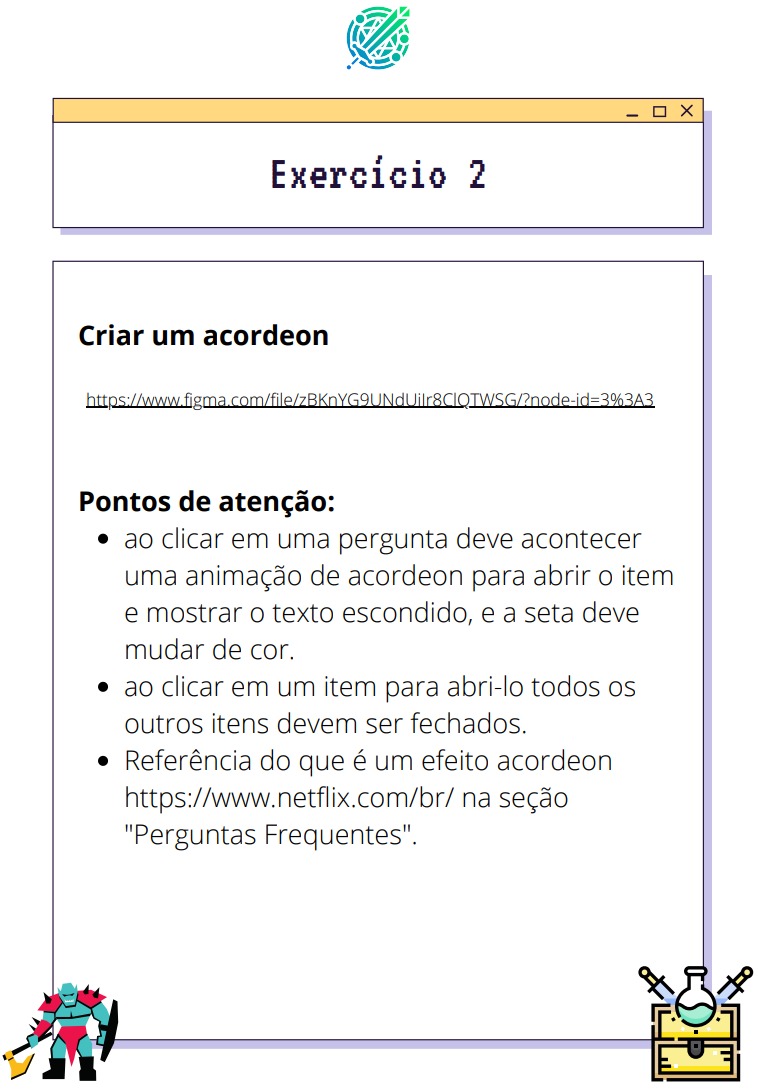 Exercício 2
Criar um acordeon
https://www.figma.com/file/zBKnYG9UNdUiIr8ClQTWSG/?node-id=3%3A3
Pontos de atenção:
ao clicar em uma pergunta deve acontecer
uma animação de acordeon para abrir o item
e mostrar o texto escondido, e a seta deve
mudar de cor.
ao clicar em um item para abri-lo todos os
outros itens devem ser fechados.
Referência do que é um efeito acordeon
https://www.netflix.com/br/ na seção
"Perguntas Frequentes".